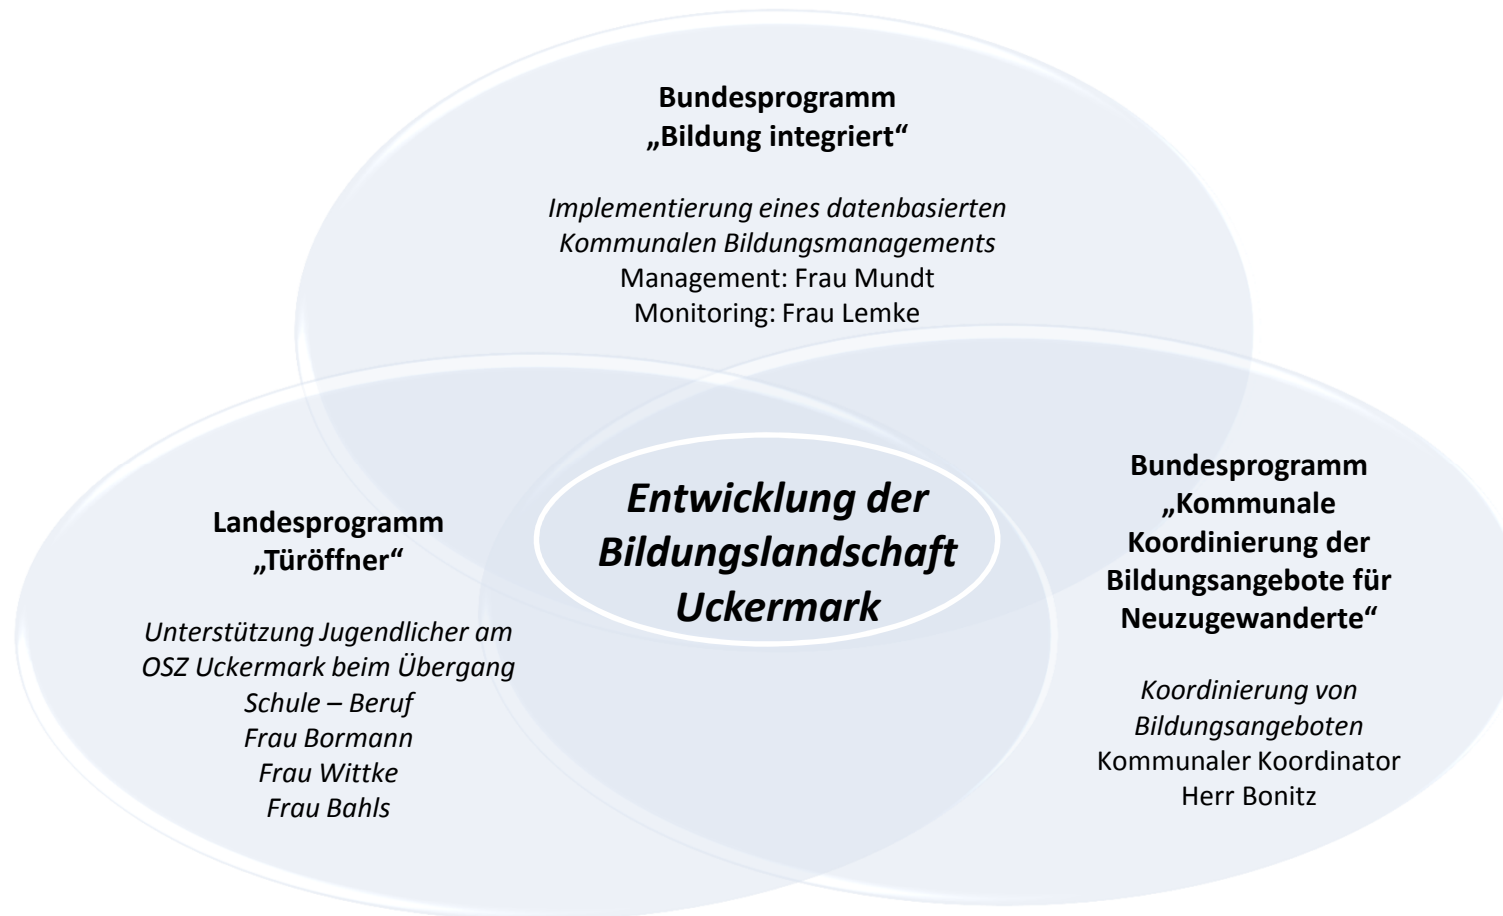 Bundesprogramm
„Bildung integriert“
Implementierung eines datenbasierten
Kommunalen Bildungsmanagements
Management: Frau Mundt
Monitoring: Frau Lemke
Landesprogramm
„Türöffner“
Unterstützung Jugendlicher am
OSZ Uckermark beim Übergang
Schule – Beruf
Frau Bormann
Frau Wittke
Frau Bahls
Entwicklung der
Bildungslandschaft
Uckermark
Bundesprogramm
„Kommunale
Koordinierung der
Bildungsangebote für
Neuzugewanderte“
Koordinierung von
Bildungsangeboten
Kommunaler Koordinator
Herr Bonitz